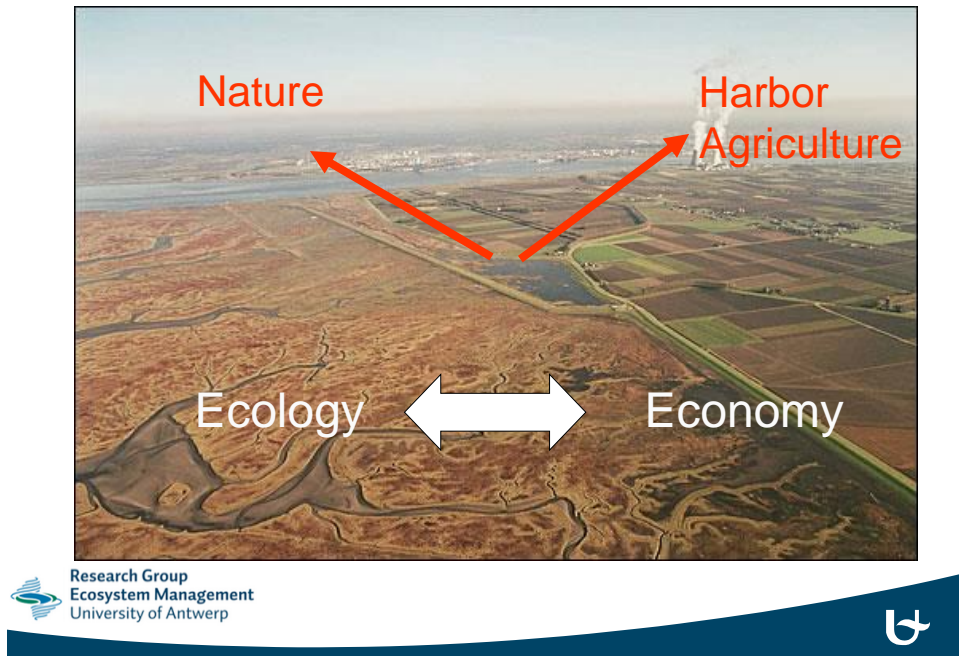 Nature
Harbor
Agriculture
Ecology
Economy
Research Group
Ecosystem Management
University of Antwerp